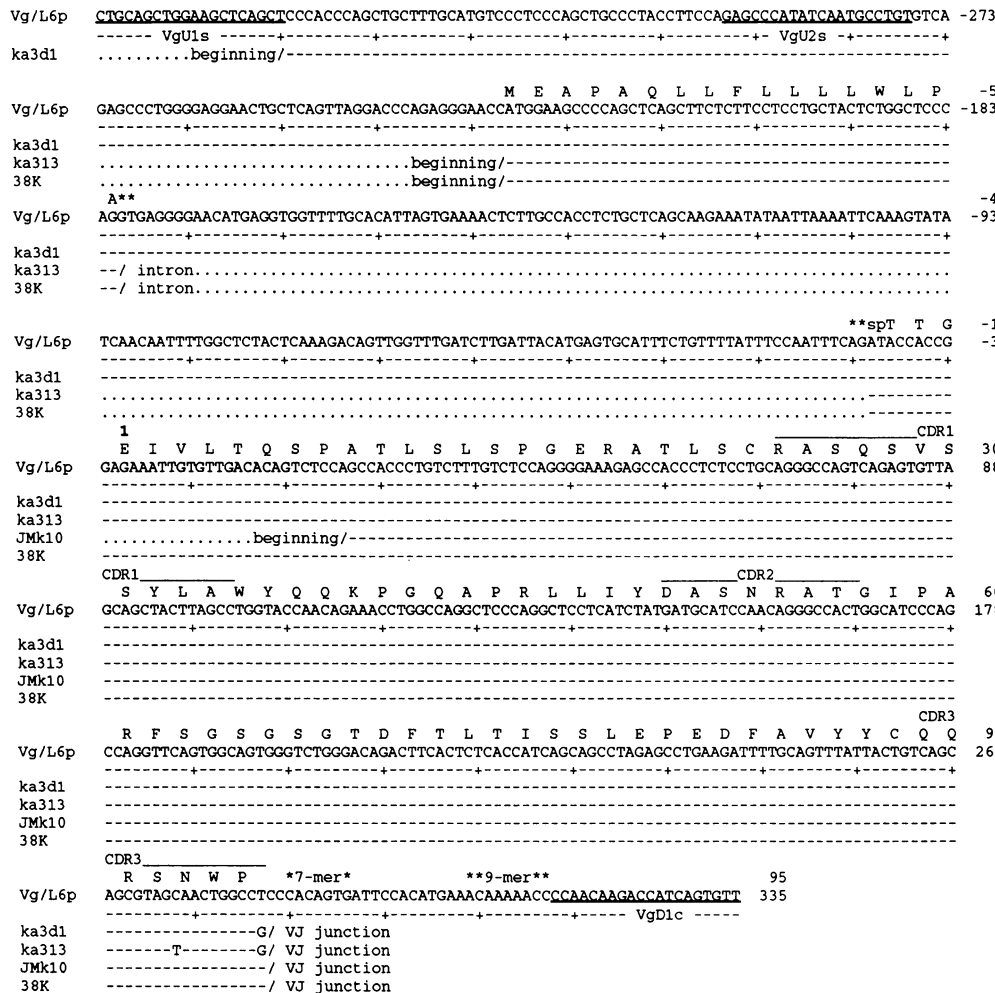 Vg/L6p CTGCAGCTGGAAGCTCAGCTCCCACCCAGCTGCTTTGCATGTCCCTCCCAGCTGCCCTACCTTCCAGAGCCCATATCAATGCCTGTGTCA -273
----- VgU1s -----+---------+---------+---------+---------+---------+- VgU2s -+---------+
ka3d1 ..........beginning/----------------------------------------------------------------------
M E A P A Q L L F L L L L W L P -5
Vg/L6p GAGCCCTGGGGAGGAACTGCTCAGTTAGGACCCAGAGGGAACCATGGAAGCCCCAGCTCAGCTTCTCTTCCTCCTGCTACTCTGGCTCCC -183
---------+---------+---------+---------+---------+---------+---------+---------+---------+
ka3d1 ------------------------------------------------------------------------------------------
ka313 .................................beginning/-----------------------------------------------
38K .................................beginning/-----------------------------------------------
A** -4
Vg/L6p AGGTGAGGGGAACATGAGGTGGTTTTGCACATTAGTGAAAACTCTTGCCACCTCTGCTCAGCAAGAAATATAATTAAAATTCAAAGTATA -93
---------+---------+---------+---------+---------+---------+---------+---------+---------+
ka3d1 ------------------------------------------------------------------------------------------
ka313 --/ intron.............................................................................
38K --/ intron.............................................................................
**spT T G -1
Vg/L6p TCAACAATTTTGGCTCTACTCAAAGACAGTTGGTTTGATCTTGATTACATGAGTGCATTTCTGTTTTATTTCCAATTTCAGATACCACCG -3
---------+---------+---------+---------+---------+---------+---------+---------+---------+
ka3d1 ------------------------------------------------------------------------------------------
ka313 .................................................................................---------
38K .................................................................................---------
1 CDR1
E I V L T Q S P A T L S L S P G E R A T L S C R A S Q S V S 30
Vg/L6p GAGAAATTGTGTTGACACAGTCTCCAGCCACCCTGTCTTTGTCTCCAGGGGAAAGAGCCACCCTCTCCTGCAGGGCCAGTCAGAGTGTTA 88
---------+---------+---------+---------+---------+---------+---------+---------+---------+
ka3d1 ------------------------------------------------------------------------------------------
ka313 ------------------------------------------------------------------------------------------
JMk10 ................beginning/----------------------------------------------------------------
38K ------------------------------------------------------------------------------------------
CDR1 CDR2
S Y L A W Y Q Q K P G Q A P R L L I Y D A S N R A T G I P A 60
Vg/L6p GCAGCTACTTAGCCTGGTACCAACAGAAACCTGGCCAGGCTCCCAGGCTCCTCATCTATGATGCATCCAACAGGGCCACTGGCATCCCAG 178
---------+---------+---------+---------+---------+---------+---------+---------+---------+
ka3d1 ------------------------------------------------------------------------------------------
ka313 ------------------------------------------------------------------------------------------
JMk10 ------------------------------------------------------------------------------------------
38K ------------------------------------------------------------------------------------------
CDR3
R F S G S G S G T D F T L T I S S L E P E D F A V Y Y C Q Q 9
Vg/L6p CCAGGTTCAGTGGCAGTGGGTCTGGGACAGACTTCACTCTCACCATCAGCAGCCTAGAGCCTGAAGATTTTGCAGTTTATTACTGTCAGC 26
---------+---------+---------+---------+---------+---------+---------+---------+---------+
ka3d1 ------------------------------------------------------------------------------------------
ka313 ------------------------------------------------------------------------------------------
JMk10 ------------------------------------------------------------------------------------------
38K ------------------------------------------------------------------------------------------
CDR3
R S N W P *7-mer* **9-mer** 95
Vg/L6p AGCGTAGCAACTGGCCTCCCACAGTGATTCCACATGAAACAAAAACCCCAACAAGACCATCAGTGTT 335
---------+---------+---------+---------+---------+----- VgD1c -----
ka3d1 ----------------G/ VJ junction
ka313 -------T--------G/ VJ junction
JMk10 -----------------/ VJ junction
38K -----------------/ VJ junction